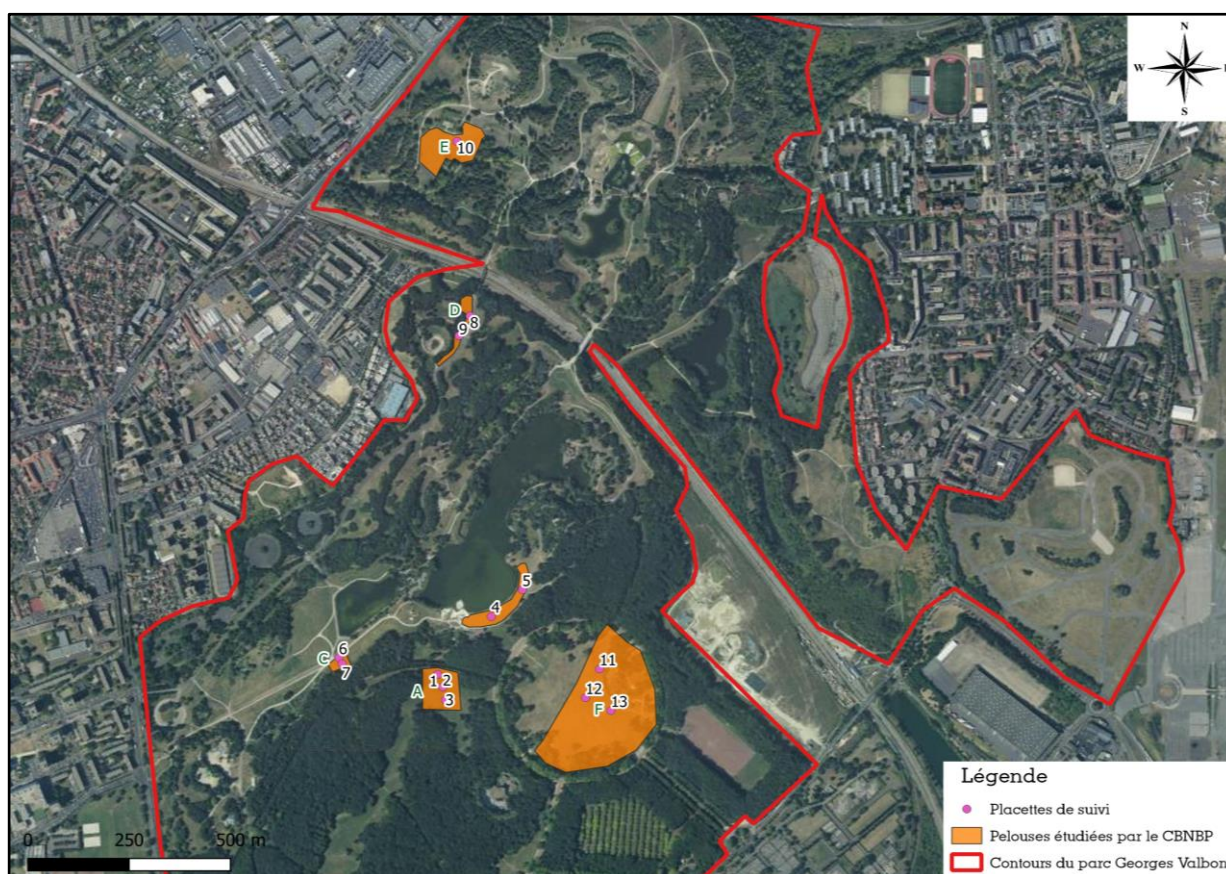 N
W
E
S
E
10
D
8
9
5
4
C
6
7
A
1
2
3
11
12
F
13
0 250 500 m
Légende
Placettes de suivi
Pelouses étudiées par le CBNBP
Contours du parc Georges Valbon